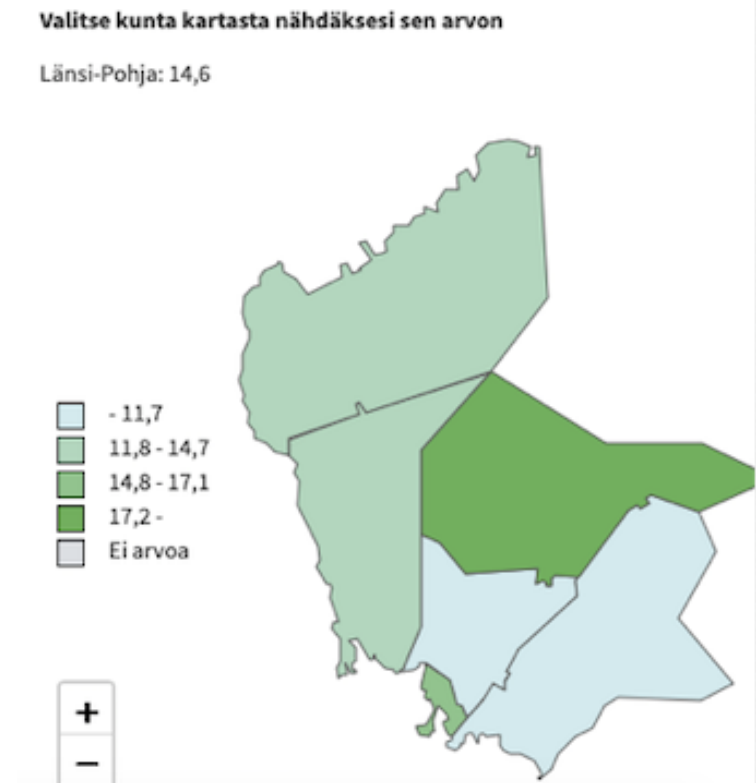 Valitse kunta kartasta nähdäksesi sen arvon
Länsi-Pohja: 14,6
- 11,7
11,8 - 14,7
14,8 - 17,1
17,2 -
Ei arvoa
+
−